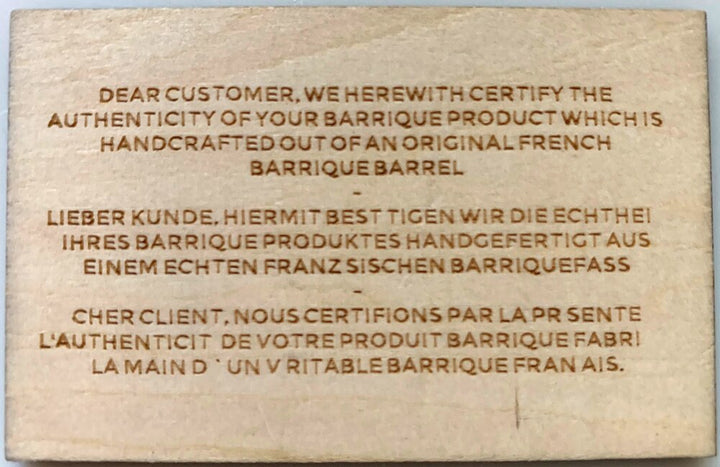 DEAR CUSTOMER, WE HEREWITH CERTIFY THE
AUTHENTICITY OF YOUR BARRIQUE PRODUCT WHICH IS
HANDCRAFTED OUT OF AN ORIGINAL FRENCH
BARRIQUE BARREL
-
LIEBER KUNDE, HIERMIT BEST TIGEN WIR DIE ECHTHEI
IHRES BARRIQUE PRODUKTES HANDGEFERTIGT AUS
EINEM ECHTEN FRANZ SISCHEN BARRIQUEFASS
-
CHER CLIENT, NOUS CERTIFIONS PAR LA PR SENTE
L'AUTHENTICIT DE VOTRE PRODUIT BARRIQUE FABRI
LA MAIN D`UN V RITABLE BARRIQUE FRAN AIS.